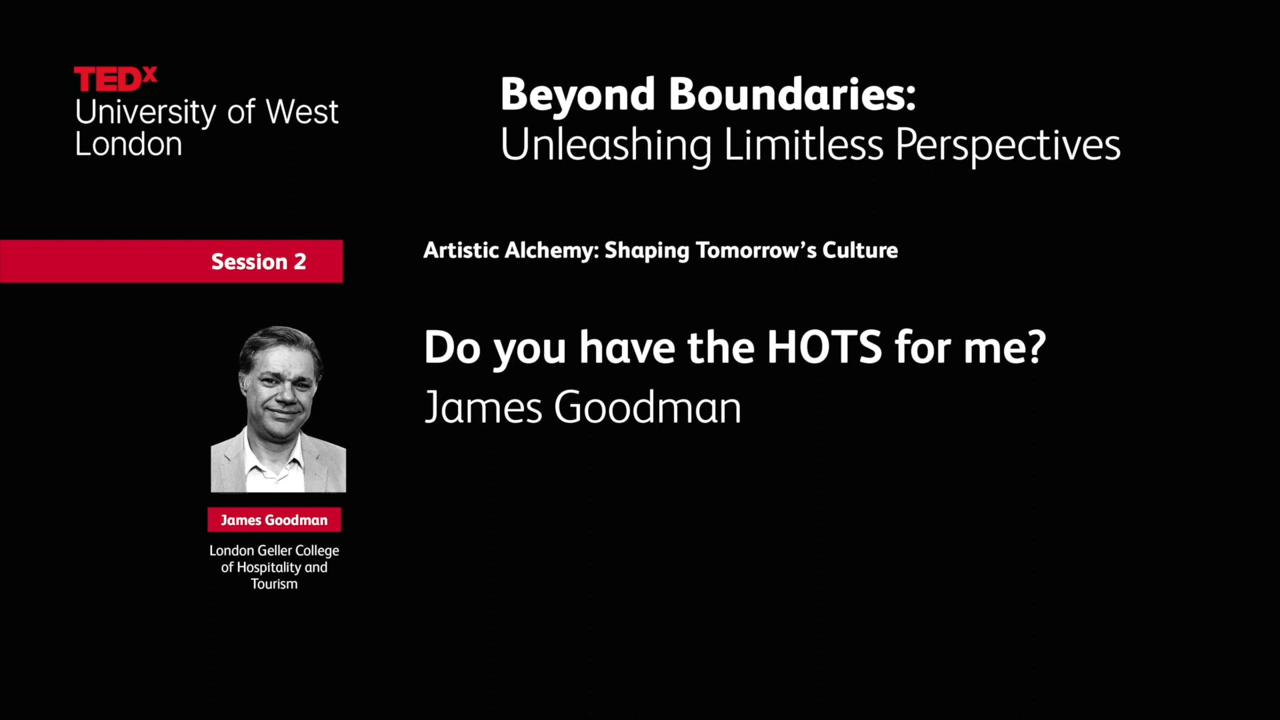 TEDx
University of West
London
Beyond Boundaries:
Unleashing Limitless Perspectives
Session 2
Artistic Alchemy: Shaping Tomorrow’s Culture
Do you have the HOTS for me?
James Goodman
James Goodman
London Geller College
of Hospitality and
Tourism